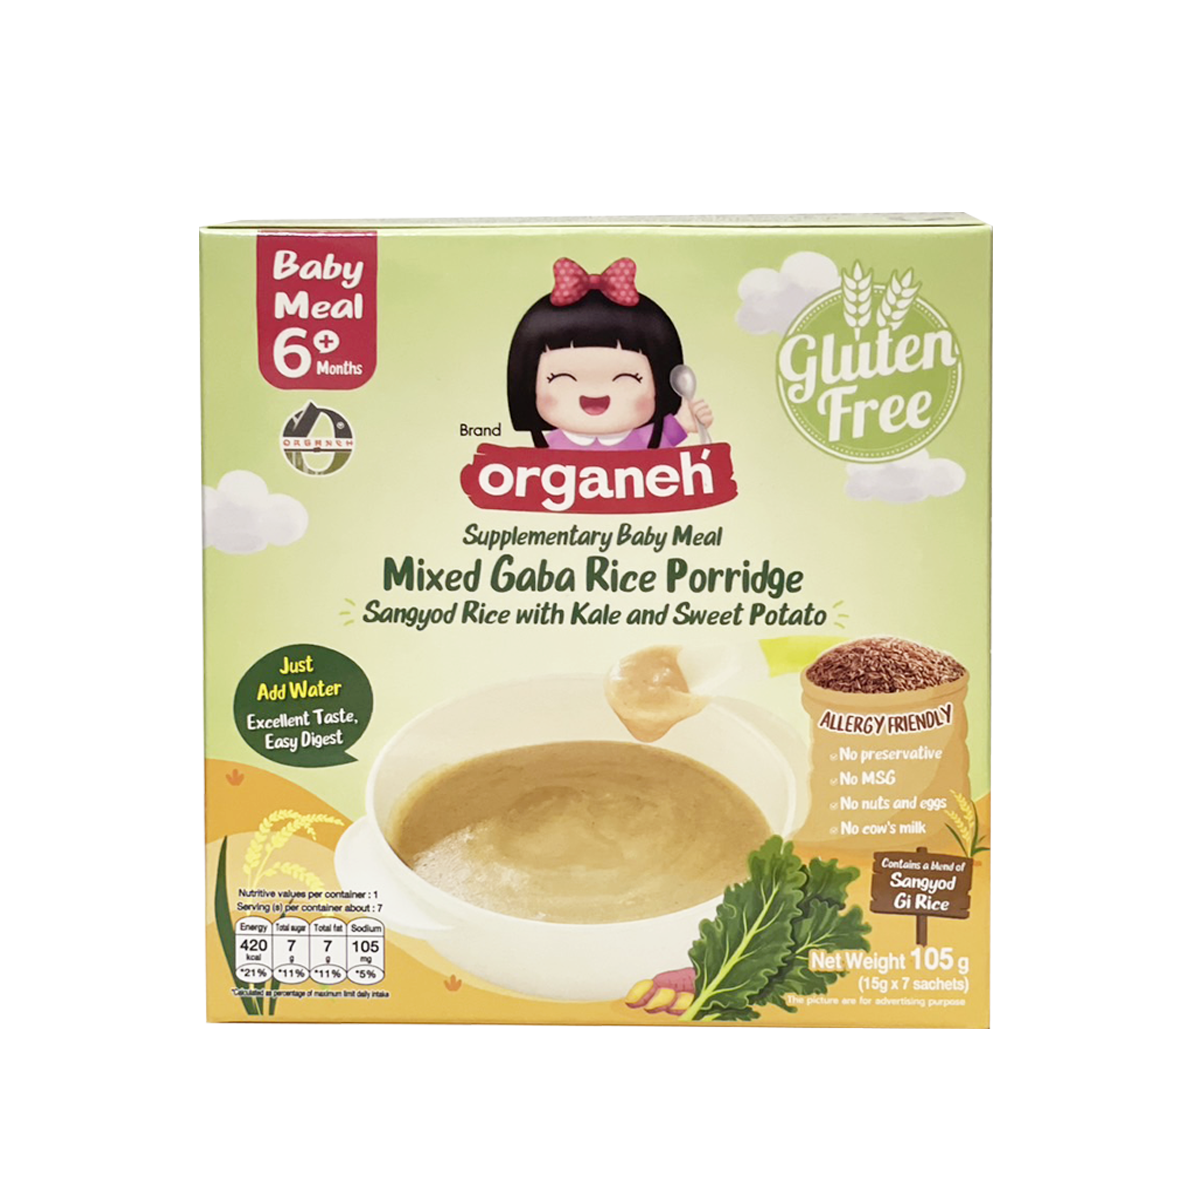 Baby
Meal
6+
Months
ORGANEH
®
Gluten
Free
Brand
organeh
Supplementary Baby Meal
Mixed Gaba Rice Porridge
Sangyod Rice with Kale and Sweet Potato
Just
Add Water
Excellent Taste,
Easy Digest
ALLERGY FRIENDLY
No preservative
No MSG
No nuts and eggs
No cow's milk
Contains a blend of
Sangyod
Gi Rice
Nutritive values per container : 1
Serving (s) per container about : 7
Energy Total sugar Total fat Sodium
420 7 7 105
kcal g g mg
*21% *11% *11% *5%
*Calculated as percentage of maximum limit daily intake
Net Weight 105 g
(15g x 7 sachets)
The picture are for advertising purpose